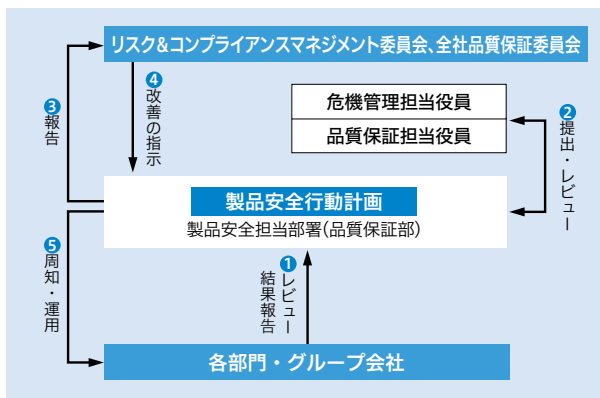 リスク&コンプライアンスマネジメント委員会、全社品質保証委員会
❹改善の指示
❸報告
危機管理担当役員
品質保証担当役員
❷提出・レビュー
製品安全行動計画
製品安全担当部署(品質保証部)
❺周知・運用
❶レビュー
結果報告
各部門・グループ会社